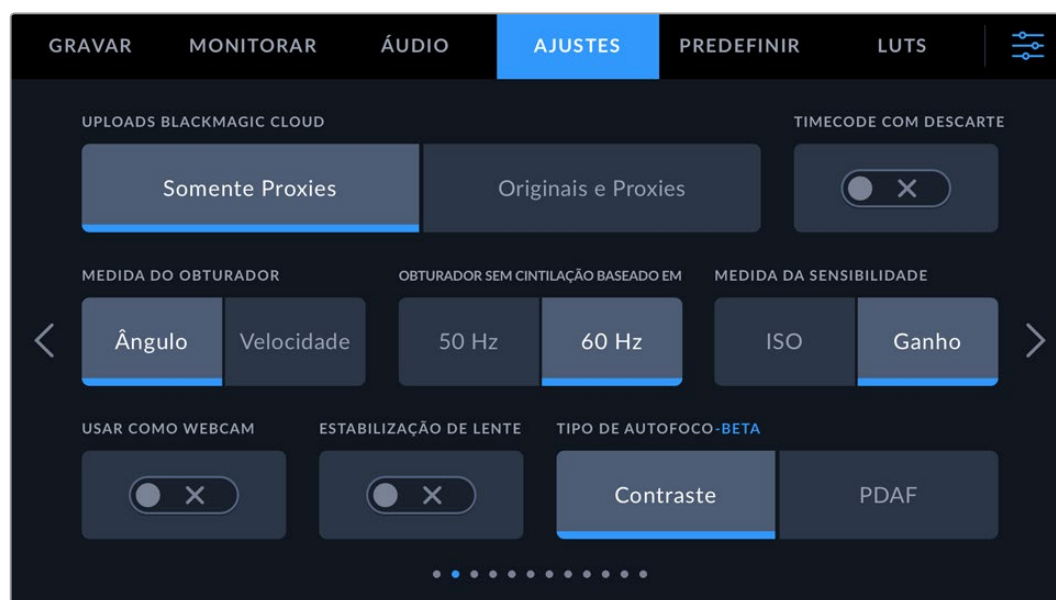 GRAVAR MONITORAR ÁUDIO AJUSTES PREDEFINIR LUTS
UPLOADS BLACKMAGIC CLOUD TIMECODE COM DESCARTE
Somente Proxies Originais e Proxies
MEDIDA DO OBTURADOR OBTURADOR SEM CINTILAÇÃO BASEADO EM MEDIDA DA SENSIBILIDADE
Ângulo Velocidade 50 Hz 60 Hz ISO Ganho
USAR COMO WEBCAM ESTABILIZAÇÃO DE LENTE TIPO DE AUTOFOCO-BETA
Contraste PDAF